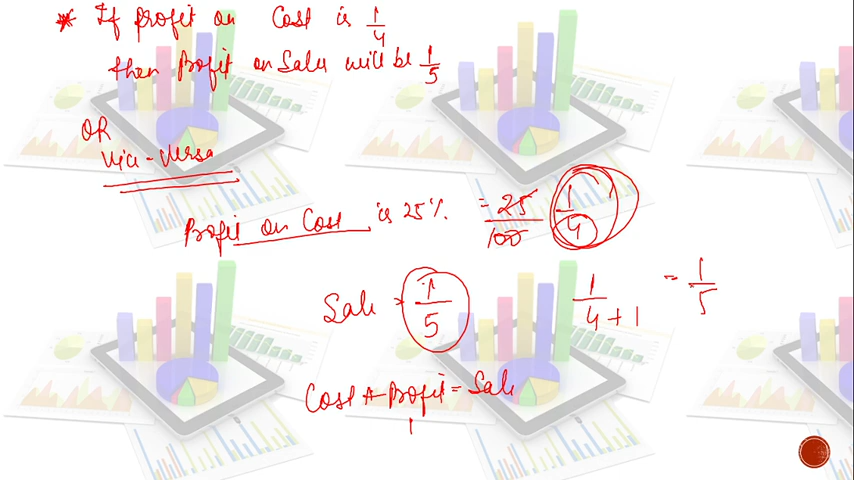 * If profit on Cost is 1/4
then Profit on Sale will be 1/5
OR
Vice-Versa
Profit on Cost is 25% = 25/100 1/4
Sale = 1/5 1/4+1 = 1/5
Cost + Profit = Sale
1